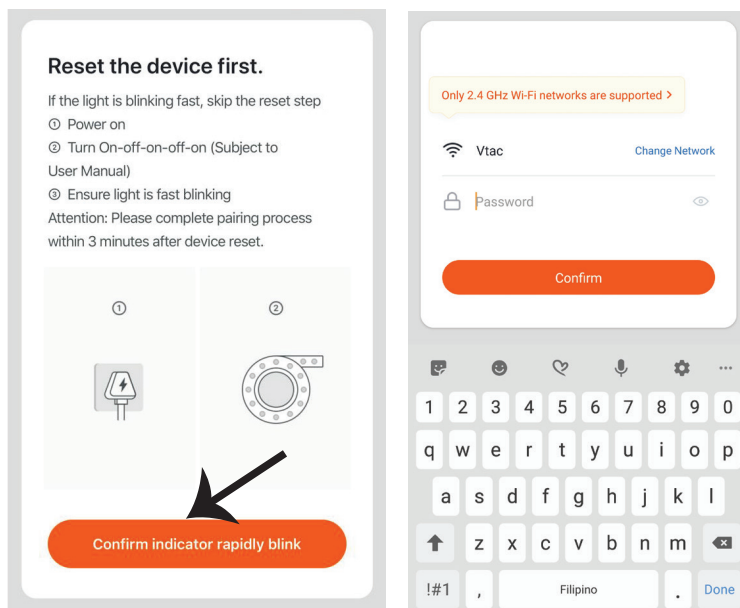 Reset the device first.
If the light is blinking fast, skip the reset step
① Power on
② Turn On-off-on-off-on (Subject to
User Manual)
③ Ensure light is fast blinking
Attention: Please complete pairing process
within 3 minutes after device reset.
① ②
Confirm indicator rapidly blink
Only 2.4 GHz Wi-Fi networks are supported >
Vtac Change Network
Password
Confirm
1 2 3 4 5 6 7 8 9 0
q w e r t y u i o p
a s d f g h j k l
z x c v b n m
!#1 , Filipino . Done